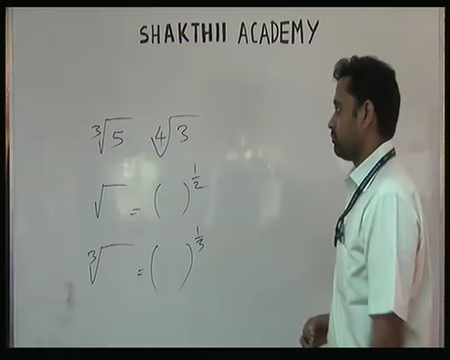 SHAKTHII ACADEMY
∛5 ∜3
√ = ( )^1/2
∛ = ( )^1/3